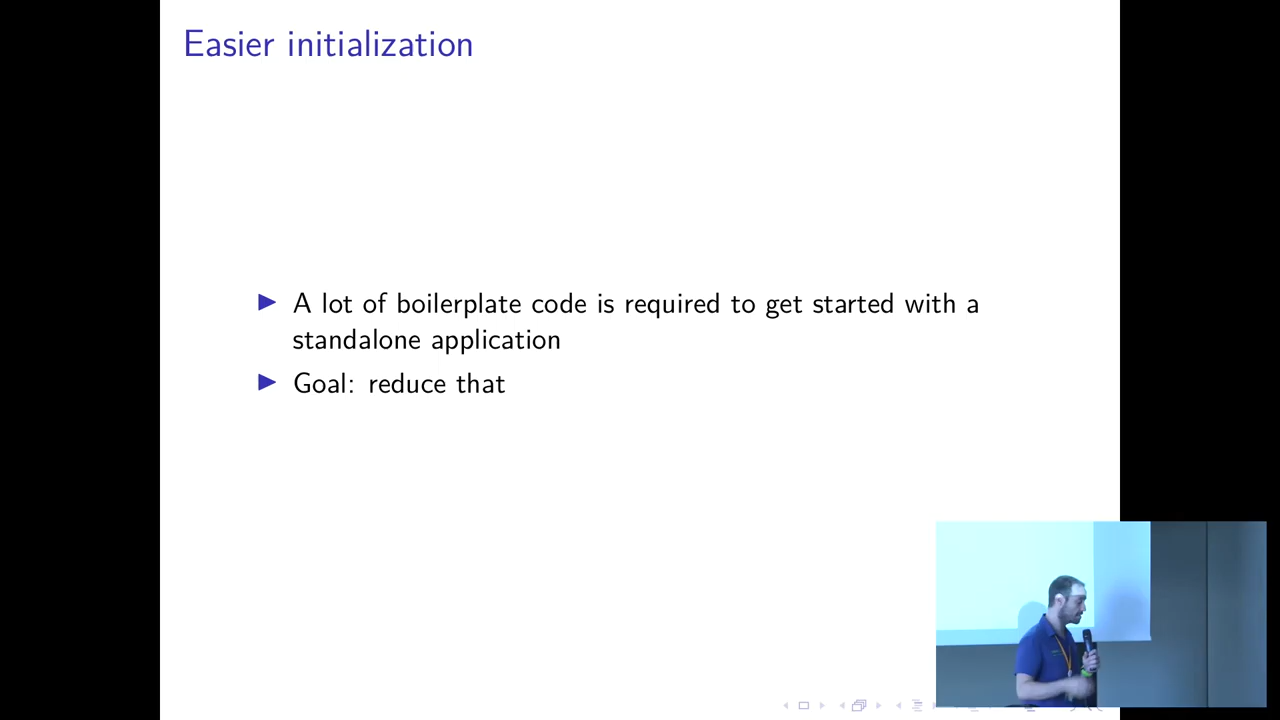 Easier initialization
A lot of boilerplate code is required to get started with a
standalone application
Goal: reduce that